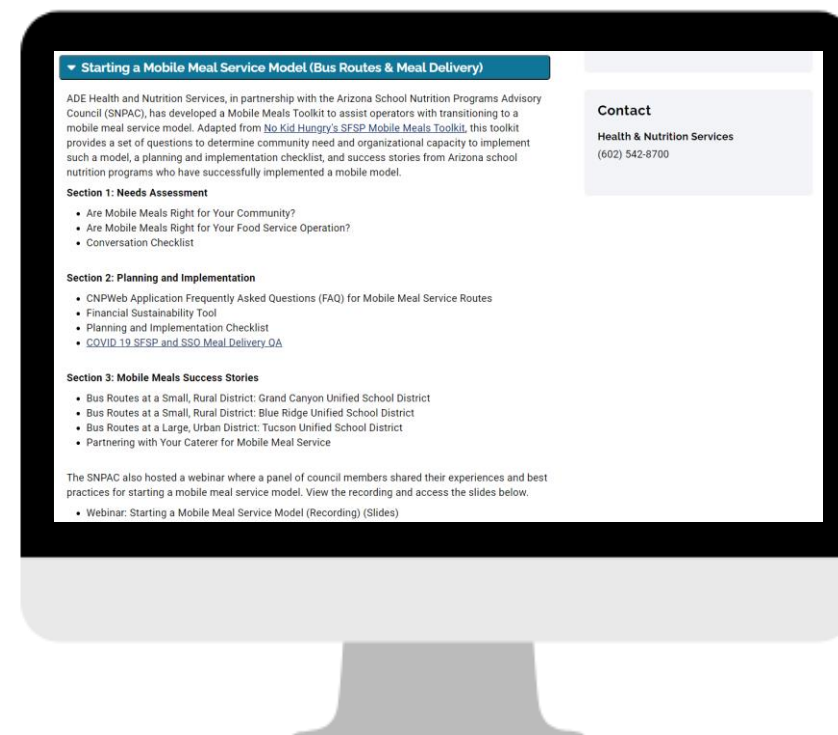 Starting a Mobile Meal Service Model (Bus Routes & Meal Delivery)
ADE Health and Nutrition Services, in partnership with the Arizona School Nutrition Programs Advisory
Council (SNPAC), has developed a Mobile Meals Toolkit to assist operators with transitioning to a
mobile meal service model. Adapted from No Kid Hungry's SFSP Mobile Meals Toolkit, this toolkit
provides a set of questions to determine community need and organizational capacity to implement
such a model, a planning and implementation checklist, and success stories from Arizona school
nutrition programs who have successfully implemented a mobile model.
Section 1: Needs Assessment
• Are Mobile Meals Right for Your Community?
• Are Mobile Meals Right for Your Food Service Operation?
• Conversation Checklist
Section 2: Planning and Implementation
• CNPWeb Application Frequently Asked Questions (FAQ) for Mobile Meal Service Routes
• Financial Sustainability Tool
• Planning and Implementation Checklist
• COVID 19 SFSP and SSO Meal Delivery QA
Section 3: Mobile Meals Success Stories
• Bus Routes at a Small, Rural District: Grand Canyon Unified School District
• Bus Routes at a Small, Rural District: Blue Ridge Unified School District
• Bus Routes at a Large, Urban District: Tucson Unified School District
• Partnering with Your Caterer for Mobile Meal Service
The SNPAC also hosted a webinar where a panel of council members shared their experiences and best
practices for starting a mobile meal service model. View the recording and access the slides below.
• Webinar: Starting a Mobile Meal Service Model (Recording) (Slides)
Contact
Health & Nutrition Services
(602) 542-8700